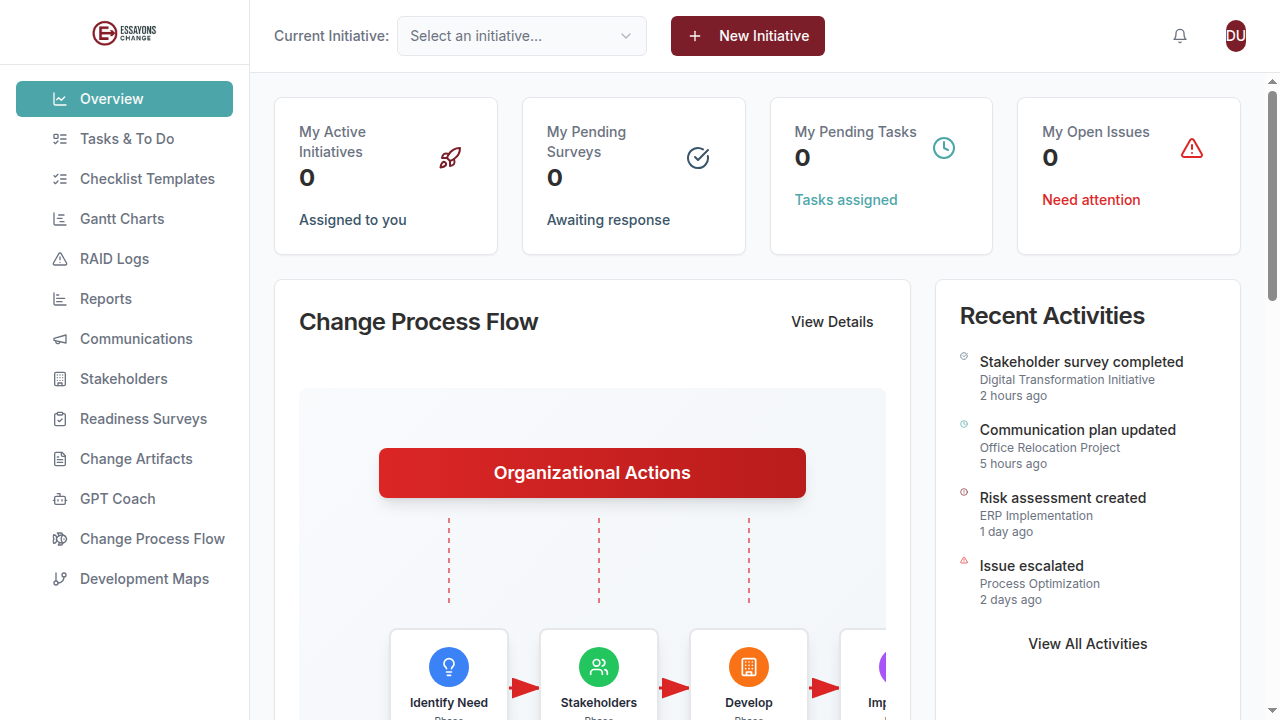 ESSAYONS
CHANGE
Current Initiative:
Select an initiative...
New Initiative
DU
Overview
Tasks & To Do
Checklist Templates
Gantt Charts
RAID Logs
Reports
Communications
Stakeholders
Readiness Surveys
Change Artifacts
GPT Coach
Change Process Flow
Development Maps
My Active
Initiatives
0
Assigned to you
My Pending
Surveys
0
Awaiting response
My Pending Tasks
0
Tasks assigned
My Open Issues
0
Need attention
Change Process Flow
View Details
Organizational Actions
Identify Need
Phase
Stakeholders
Phase
Develop
Phase
Imp
Recent Activities
Stakeholder survey completed
Digital Transformation Initiative
2 hours ago
Communication plan updated
Office Relocation Project
5 hours ago
Risk assessment created
ERP Implementation
1 day ago
Issue escalated
Process Optimization
2 days ago
View All Activities